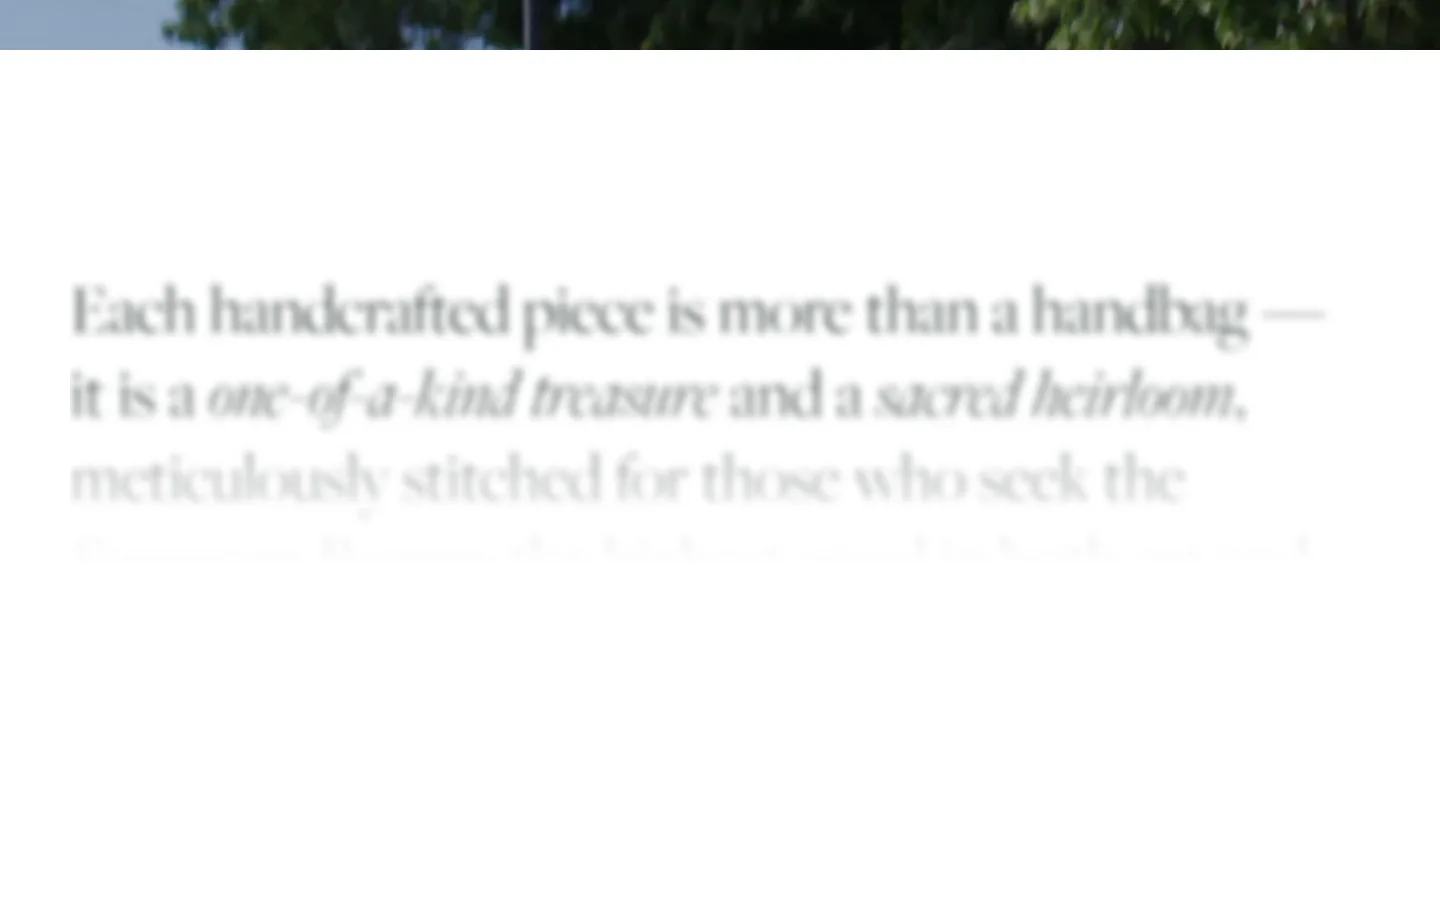 Each handcrafted piece is more than a handbag —
it is a one-of-a-kind treasure and a sacred heirloom,
meticulously stitched for those who seek the